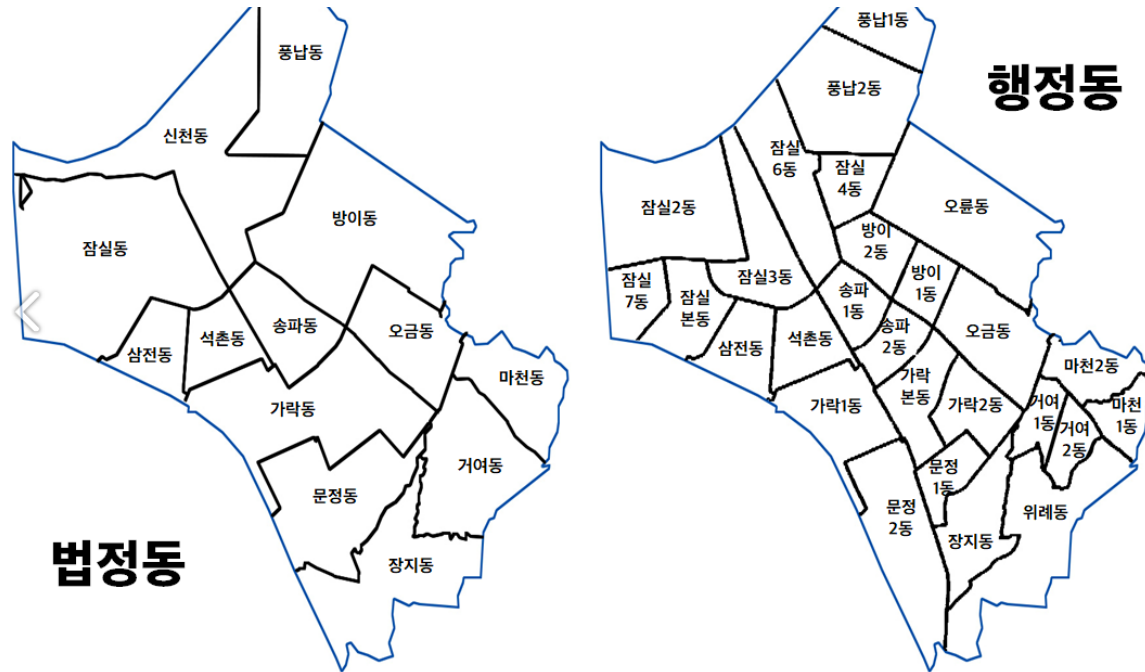 풍납동
신천동
방이동
잠실동
송파동
석촌동
오금동
삼전동
마천동
가락동
거여동
문정동
장지동
법정동
행정동
풍납1동
풍납2동
잠실
6동
잠실
4동
잠실2동
오륜동
방이
2동
방이
1동
잠실3동
잠실
7동
잠실
본동
송파
1동
송파
2동
석촌동
삼전동
오금동
마천2동
마천
1동
가락
본동
가락1동
가락2동
거여
1동
거여
2동
문정
1동
문정
2동
위례동
장지동